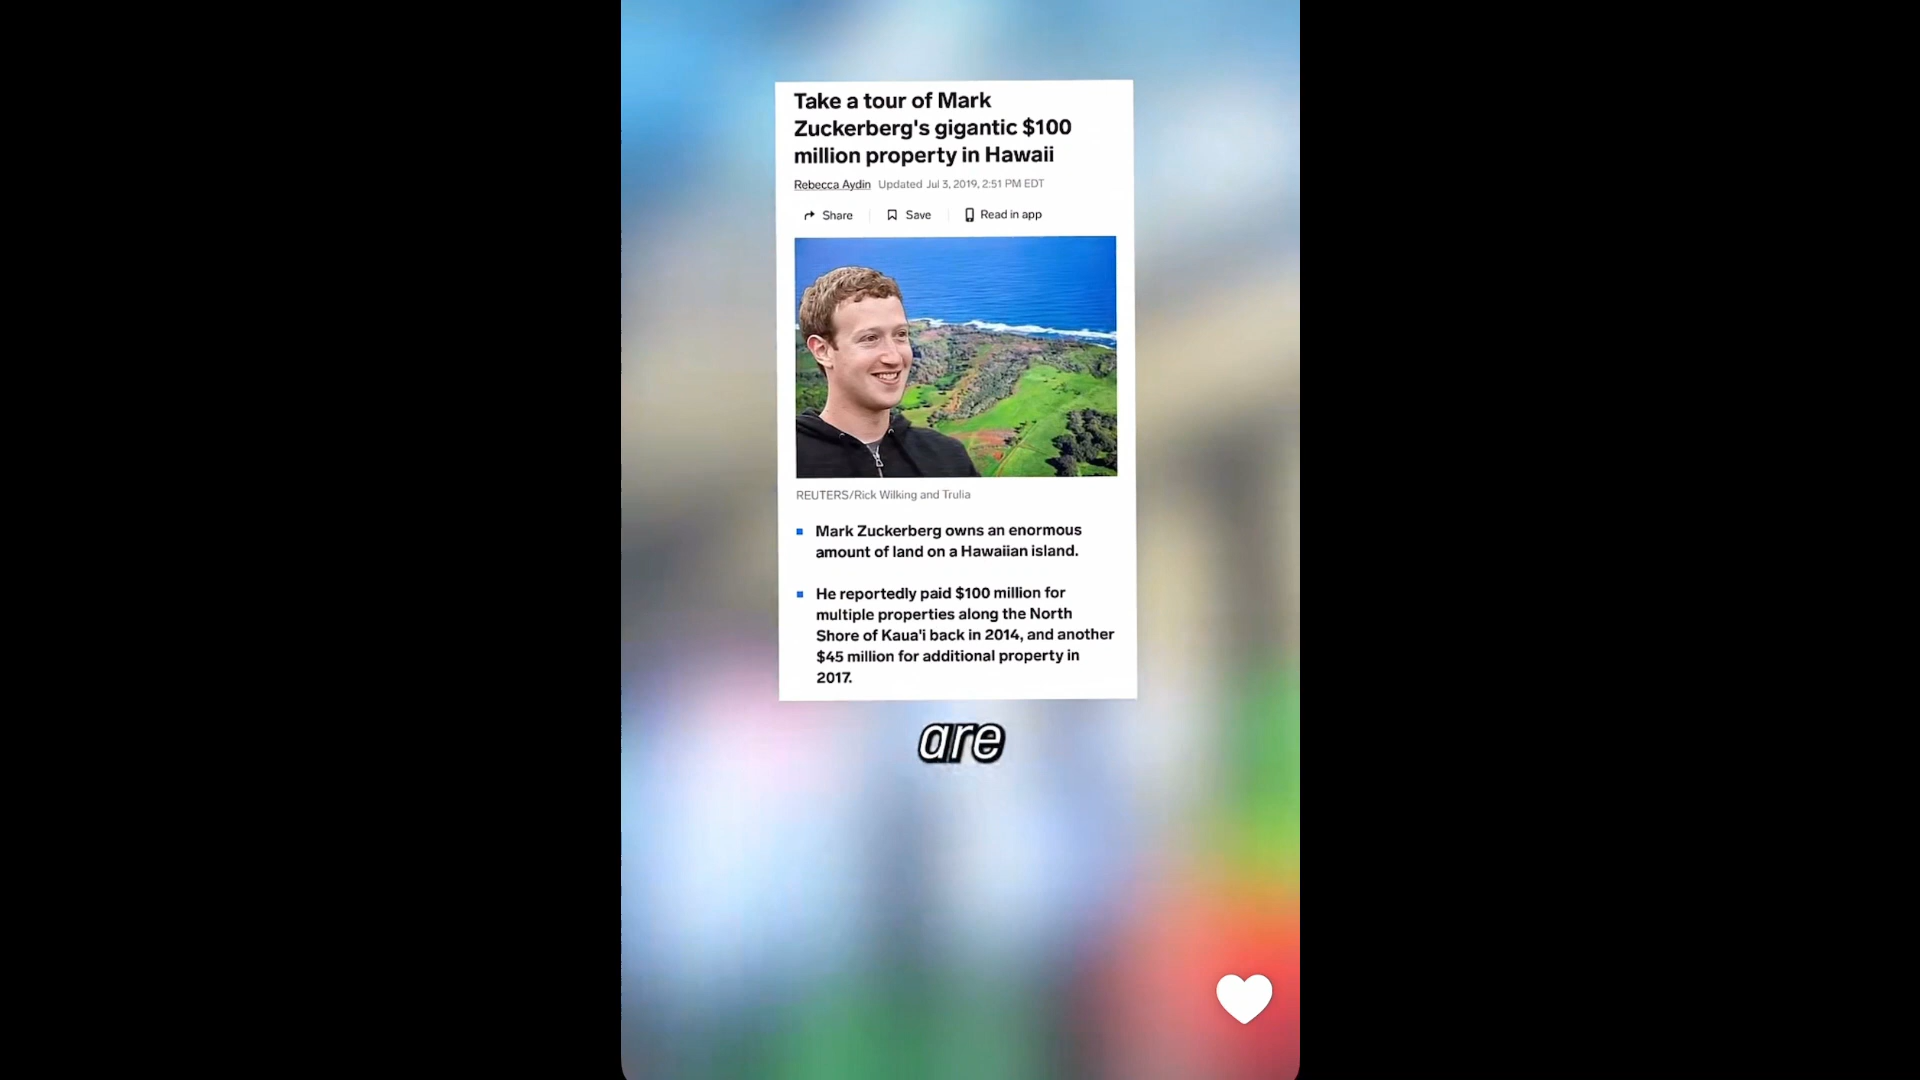 Take a tour of Mark
Zuckerberg's gigantic $100
million property in Hawaii
Rebecca Aydin Updated Jul 3, 2019, 2:51 PM EDT
Share Save Read in app
REUTERS/Rick Wilking and Trulia
Mark Zuckerberg owns an enormous
amount of land on a Hawaiian island.
He reportedly paid $100 million for
multiple properties along the North
Shore of Kaua'i back in 2014, and another
$45 million for additional property in
2017.
are